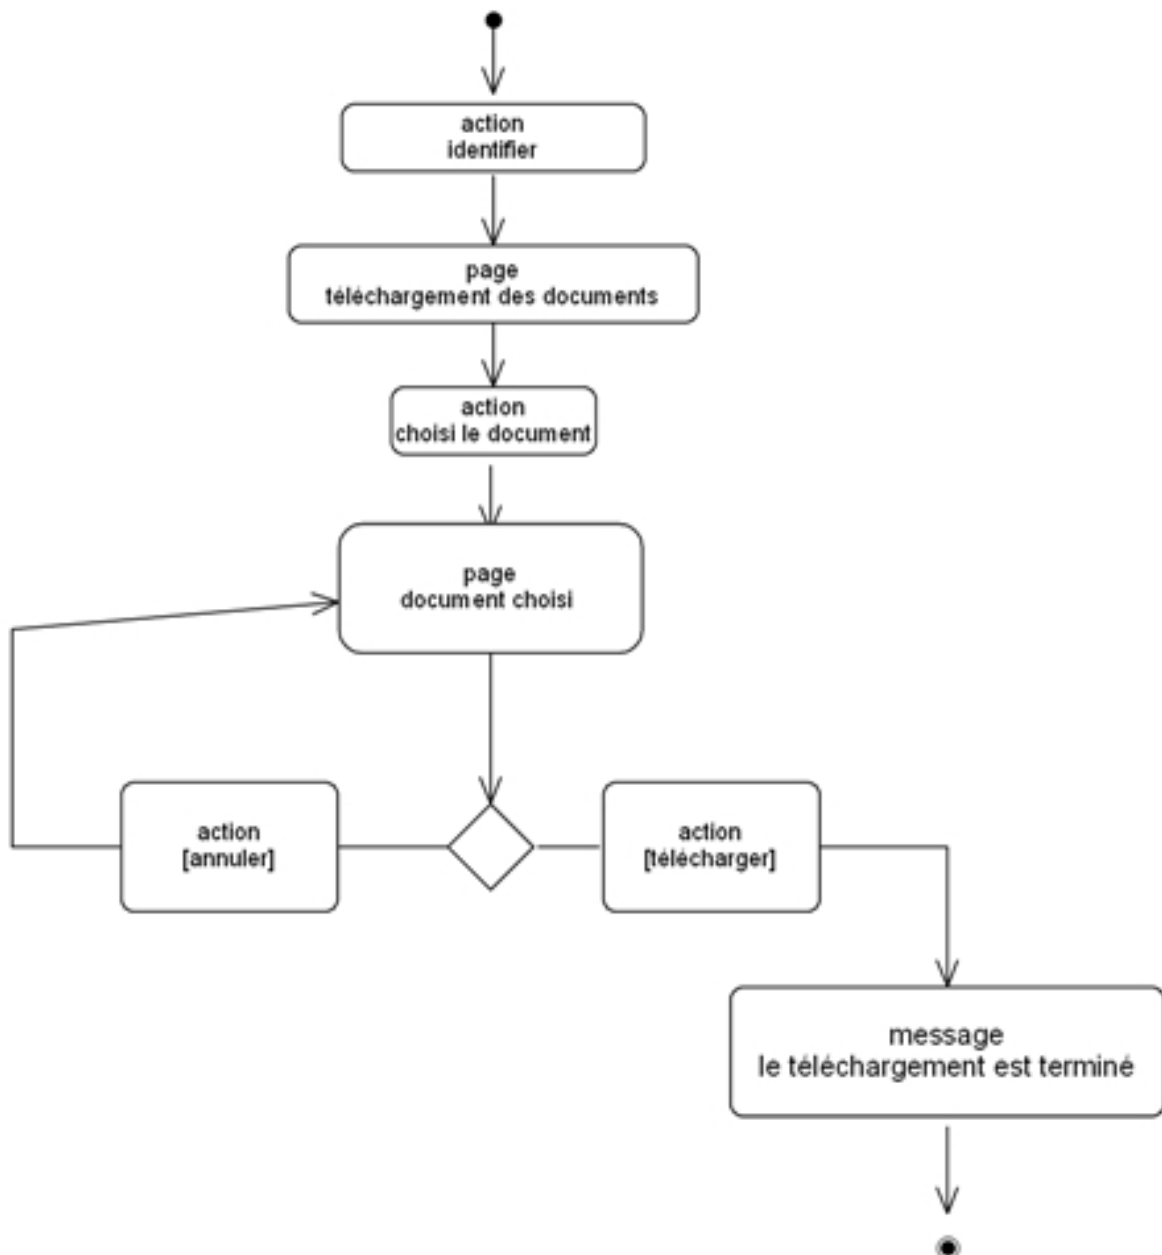 action
identifier
page
téléchargement des documents
action
choisi le document
page
document choisi
action
[annuler]
action
[télécharger]
message
le téléchargement est terminé